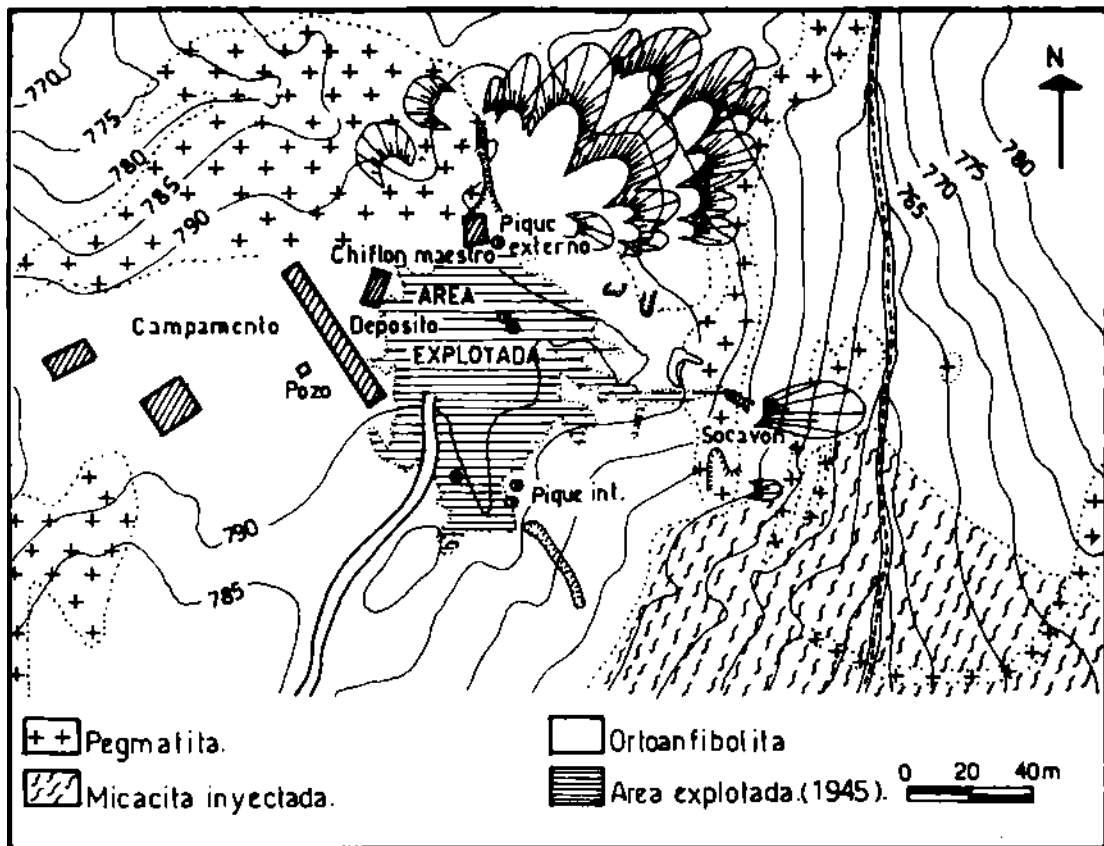 N
770
775
780
785
790
765
770
775
780
Pique
externo
Chiflon maestro
AREA
Campamento
Deposito
EXPLOTADA
Pozo
Socavon
Pique int.
790
785
Pegmatita.
Ortoanfibolita
Micacita inyectada.
Area explotada.(1945).
0 20 40m